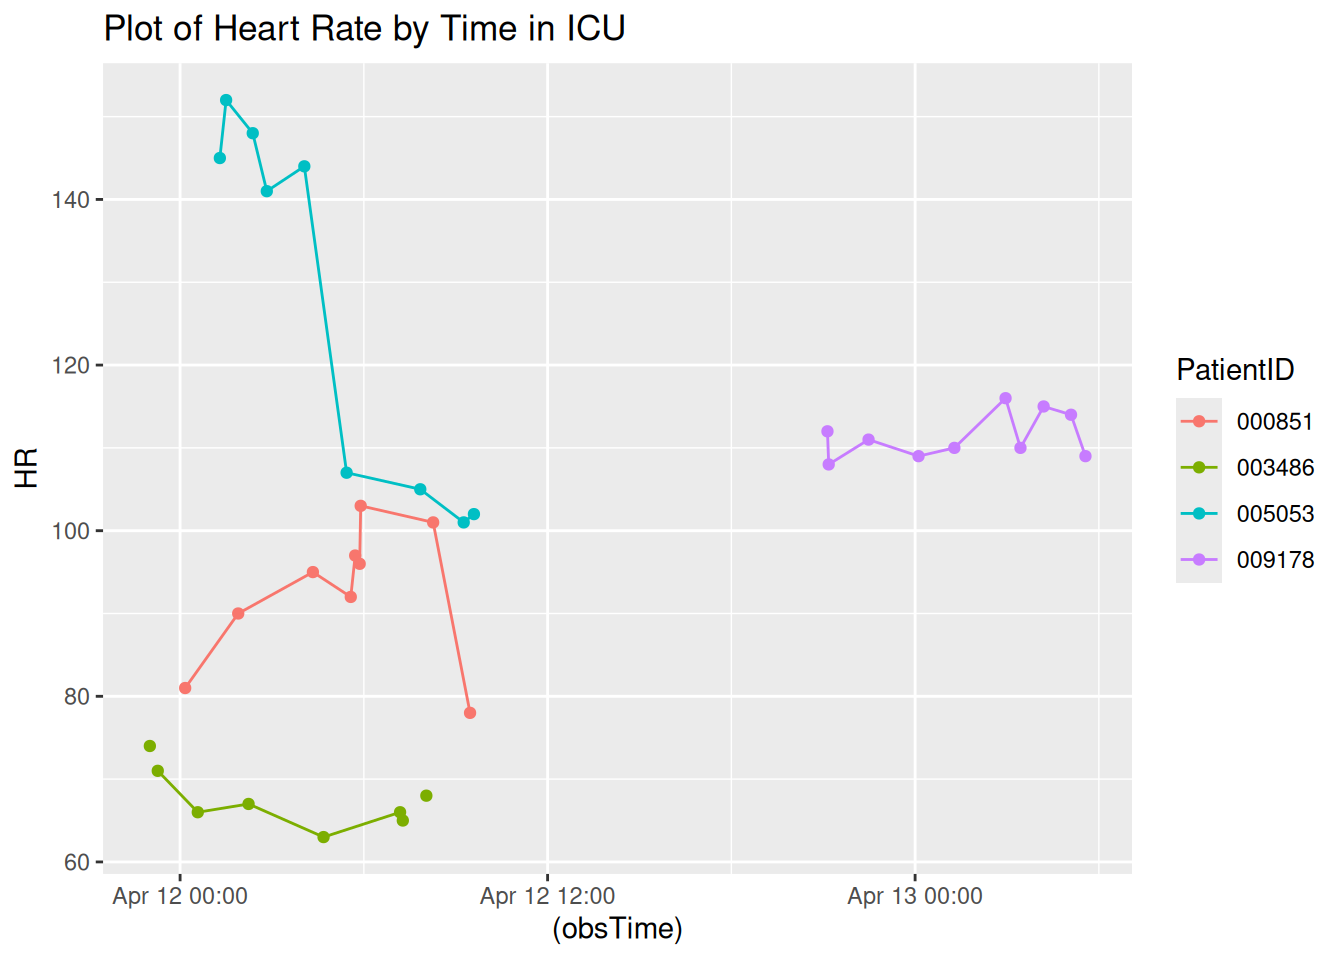 Plot of Heart Rate by Time in ICU
HR
140
120
100
80
60
Apr 12 00:00
Apr 12 12:00
Apr 13 00:00
(obsTime)
PatientID
000851
003486
005053
009178